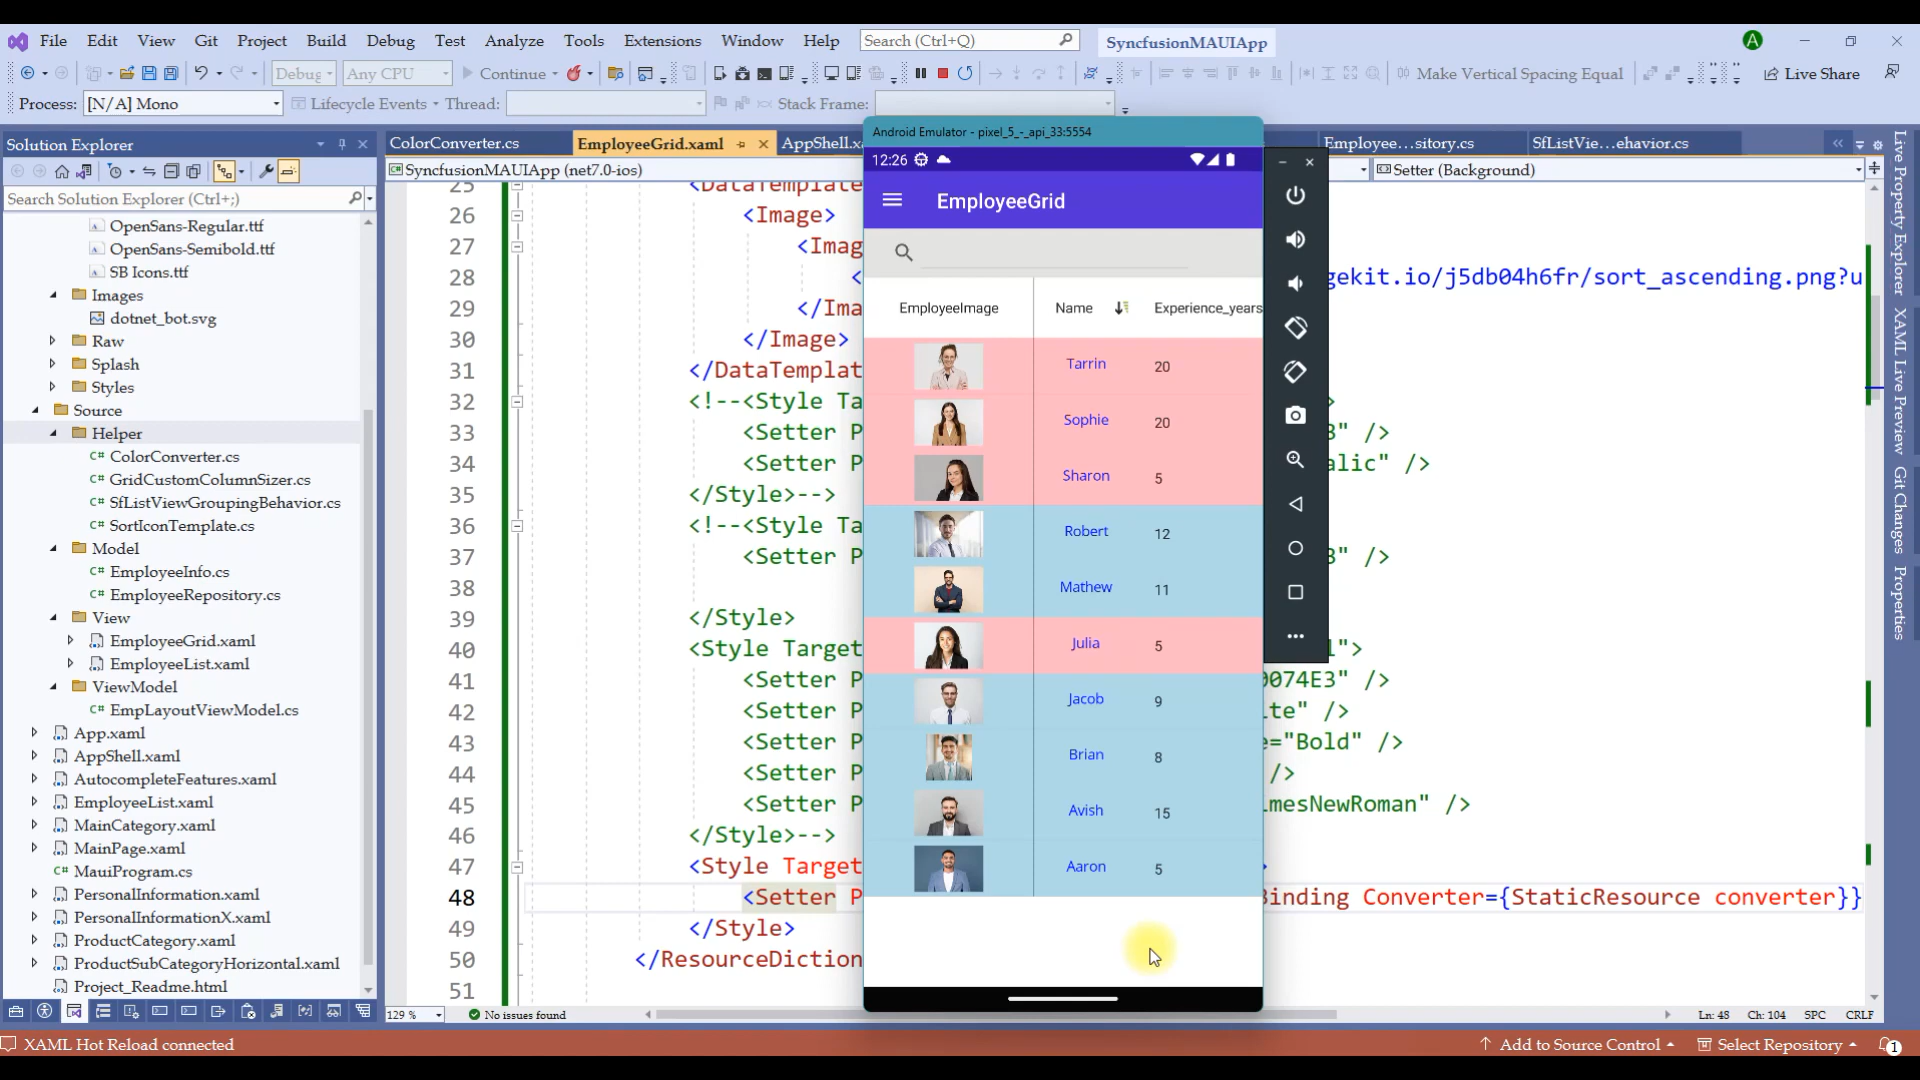 File Edit View Git Project Build Debug Test Analyze Tools Extensions Window Help Search (Ctrl+Q) SyncfusionMAUIApp A
Debug Any CPU Continue Make Vertical Spacing Equal Live Share
Process: [N/A] Mono Lifecycle Events Thread: Stack Frame:
Solution Explorer
Search Solution Explorer (Ctrl+;)
OpenSans-Regular.ttf
OpenSans-Semibold.ttf
SB Icons.ttf
Images
dotnet_bot.svg
Raw
Splash
Styles
Source
Helper
C# ColorConverter.cs
C# GridCustomColumnSizer.cs
C# SfListViewGroupingBehavior.cs
C# SortIconTemplate.cs
Model
C# EmployeeInfo.cs
C# EmployeeRepository.cs
View
EmployeeGrid.xaml
EmployeeList.xaml
ViewModel
C# EmpLayoutViewModel.cs
App.xaml
AppShell.xaml
AutocompleteFeatures.xaml
EmployeeList.xaml
MainCategory.xaml
MainPage.xaml
C# MauiProgram.cs
PersonalInformation.xaml
PersonalInformationX.xaml
ProductCategory.xaml
ProductSubCategoryHorizontal.xaml
Project_Readme.html
ColorConverter.cs EmployeeGrid.xaml AppShell.xa Employee...sitory.cs SfListVie...ehavior.cs
SyncfusionMAUIApp (net7.0-ios) Setter (Background)
25 <DataTemplate
26 <Image>
27 <Imag
28 < gekit.io/j5db04h6fr/sort_ascending.png?u
29 </Ima
30 </Image>
31 </DataTemplat
32 <!--<Style Ta >
33 <Setter P 3" />
34 <Setter P alic" />
35 </Style>-->
36 <!--<Style Ta
37 <Setter P 3" />
38
39 </Style>
40 <Style Target l">
41 <Setter P 0074E3" />
42 <Setter P ite" />
43 <Setter P e="Bold" />
44 <Setter P />
45 <Setter P imesNewRoman" />
46 </Style>-->
47 <Style Target >
48 <Setter P Binding Converter={StaticResource converter}}
49 </Style>
50 </ResourceDiction
51
Android Emulator - pixel_5_-_api_33:5554
12:26
EmployeeGrid
EmployeeImage Name Experience_years
Tarrin 20
Sophie 20
Sharon 5
Robert 12
Mathew 11
Julia 5
Jacob 9
Brian 8
Avish 15
Aaron 5
Live Property Explorer
XAML Live Preview
Git Changes
Properties
129 % No issues found Ln: 48 Ch: 104 SPC CRLF
XAML Hot Reload connected Add to Source Control Select Repository 1